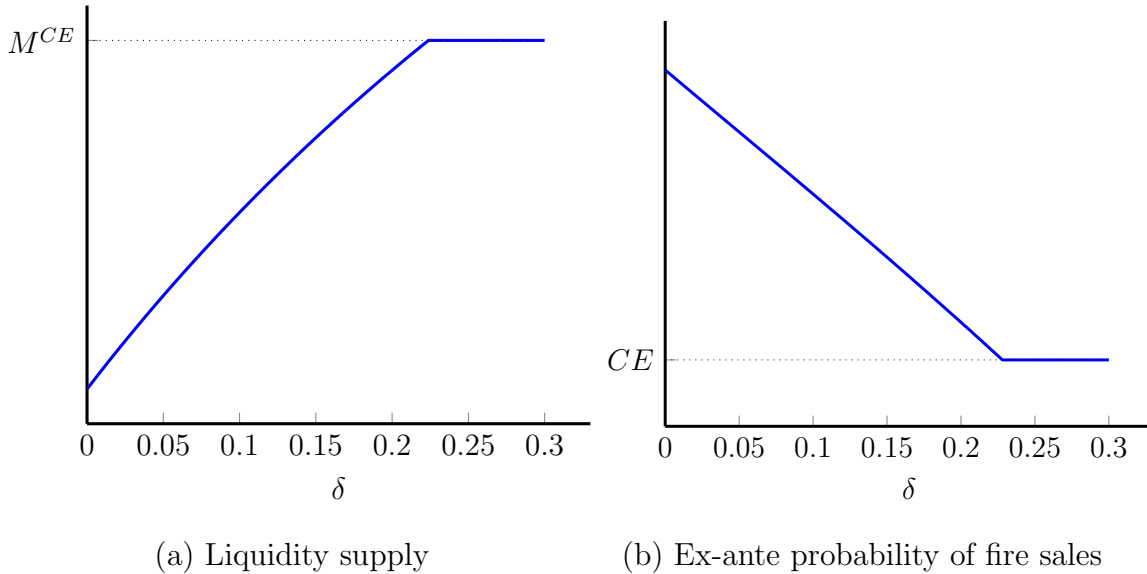 M^{CE}
0 0.05 0.1 0.15 0.2 0.25 0.3
δ
(a) Liquidity supply
CE
0 0.05 0.1 0.15 0.2 0.25 0.3
δ
(b) Ex-ante probability of fire sales